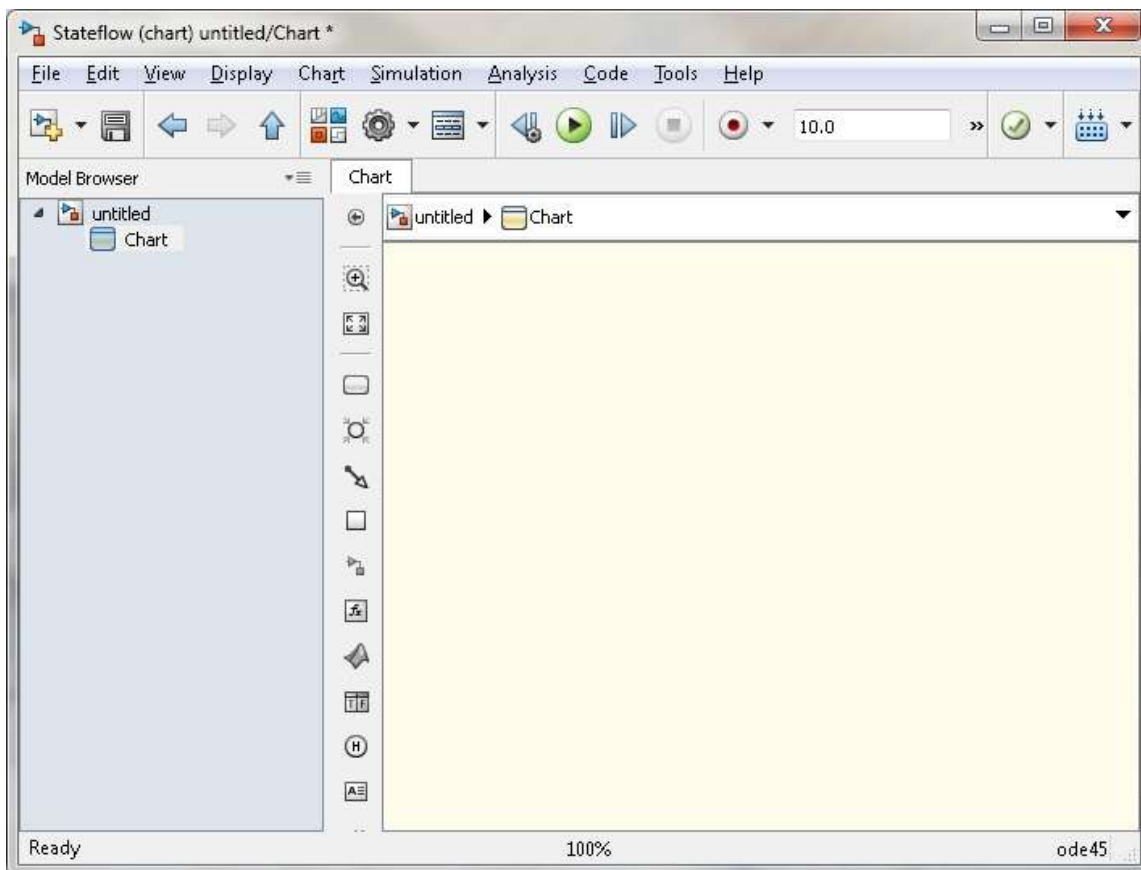 Stateflow (chart) untitled/Chart *
File Edit View Display Chart Simulation Analysis Code Tools Help
10.0 »
Model Browser
Chart
untitled
Chart
untitled Chart
fx
T F
H
A
Ready 100% ode45